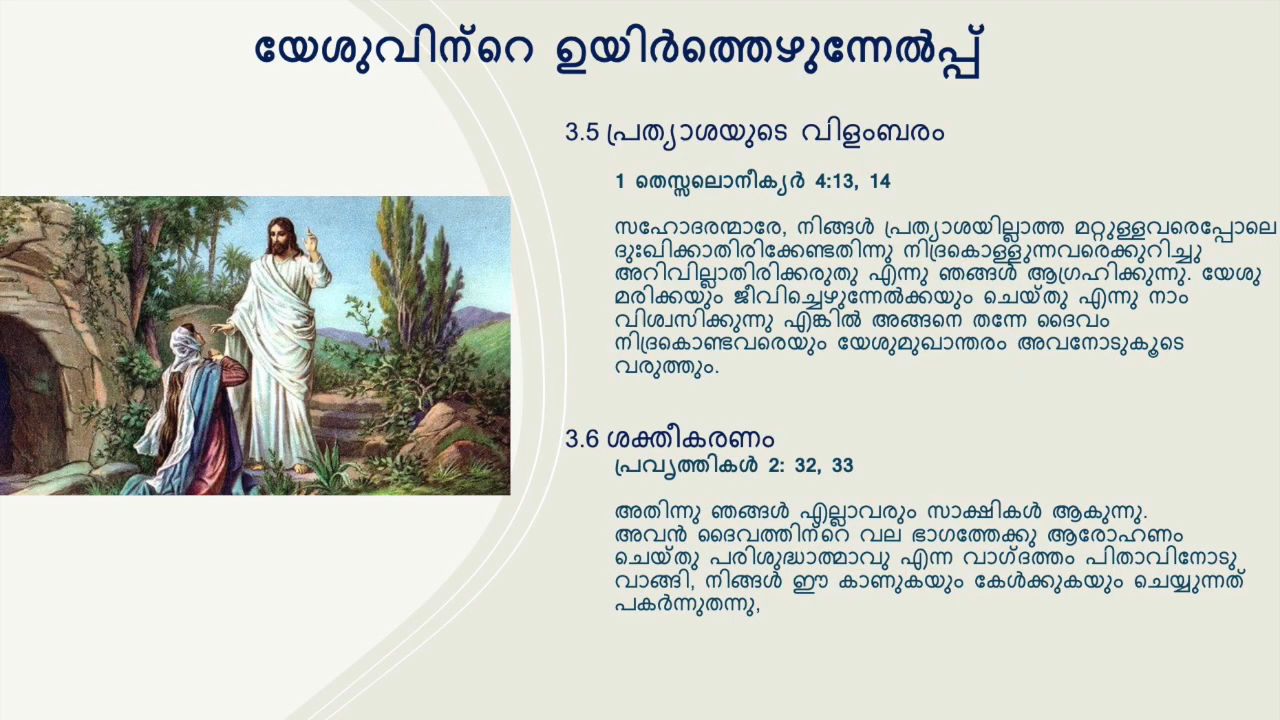 യേശുവിന്റെ ഉയിർത്തെഴുന്നേൽപ്പ്
3.5 പ്രത്യാശയുടെ വിളംബരം
1 തെസ്സലൊനീക്യർ 4:13, 14
സഹോദരന്മാരേ, നിങ്ങൾ പ്രത്യാശയില്ലാത്ത മറ്റുള്ളവരെപ്പോലെ
ദുഃഖിക്കാതിരിക്കേണ്ടതിന്നു നിദ്രകൊള്ളുന്നവരെക്കുറിച്ചു
അറിവില്ലാതിരിക്കരുതു എന്നു ഞങ്ങൾ ആഗ്രഹിക്കുന്നു. യേശു
മരിക്കയും ജീവിച്ചെഴുന്നേൽക്കയും ചെയ്തു എന്നു നാം
വിശ്വസിക്കുന്നു എങ്കിൽ അങ്ങനെ തന്നേ ദൈവം
നിദ്രകൊണ്ടവരെയും യേശുമുഖാന്തരം അവനോടുകൂടെ
വരുത്തും.
3.6 ശക്തീകരണം
പ്രവൃത്തികൾ 2: 32, 33
അതിന്നു ഞങ്ങൾ എല്ലാവരും സാക്ഷികൾ ആകുന്നു.
അവൻ ദൈവത്തിന്റെ വല ഭാഗത്തേക്കു ആരോഹണം
ചെയ്തു പരിശുദ്ധാത്മാവു എന്ന വാഗ്ദത്തം പിതാവിനോടു
വാങ്ങി, നിങ്ങൾ ഈ കാണുകയും കേൾക്കുകയും ചെയ്യുന്നത്
പകർന്നുതന്നു,